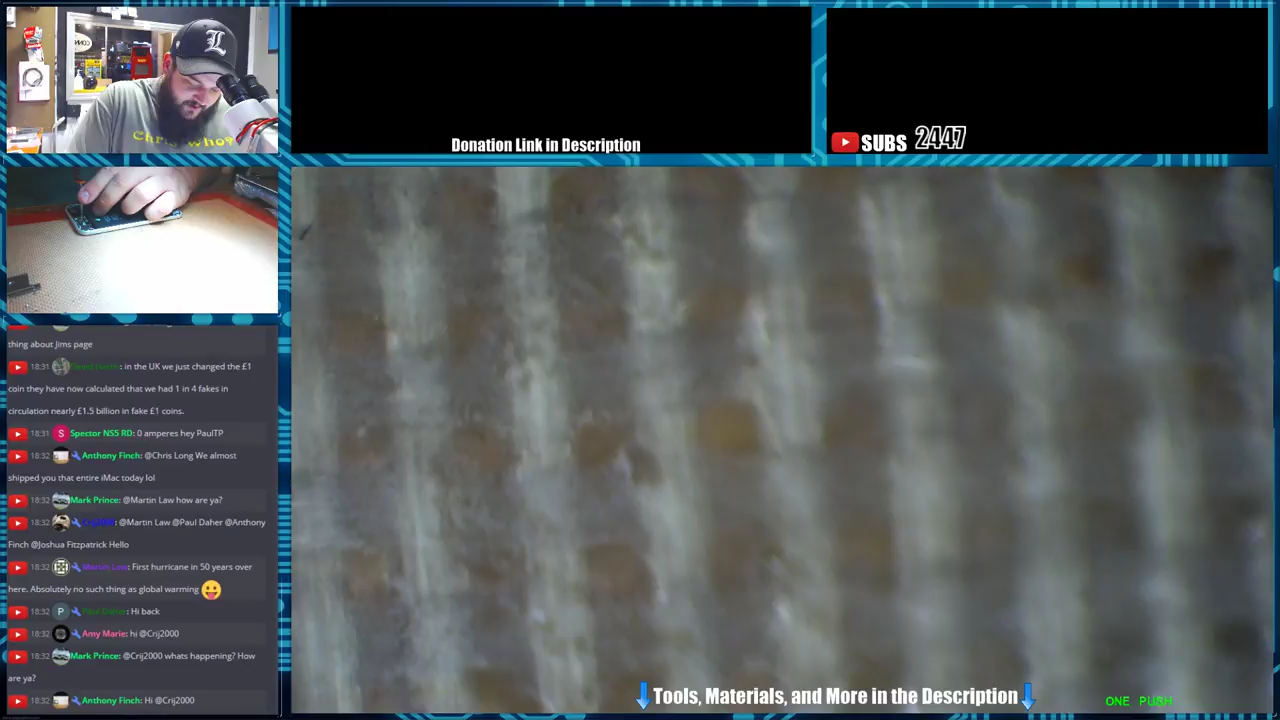 L
Chris Who?
Donation Link in Description
SUBS 2447
thing about Jims page
18:31 : in the UK we just changed the £1
coin they have now calculated that we had 1 in 4 fakes in
circulation nearly £1.5 billion in fake £1 coins.
18:31 S Spector NS5 RD: 0 amperes hey PaulTP
18:32 Anthony Finch: @Chris Long We almost
shipped you that entire iMac today lol
18:32 Mark Prince: @Martin Law how are ya?
18:32 Crij2000: @Martin Law @Paul Daher @Anthony
Finch @Joshua Fitzpatrick Hello
18:32 Martin Law: First hurricane in 50 years over
here. Absolutely no such thing as global warming 😛
18:32 P Paul Daher: Hi back
18:32 Amy Marie: hi @Crij2000
18:32 Mark Prince: @Crij2000 whats happening? How
are ya?
18:32 Anthony Finch: Hi @Crij2000
Tools, Materials, and More in the Description
ONE PUSH